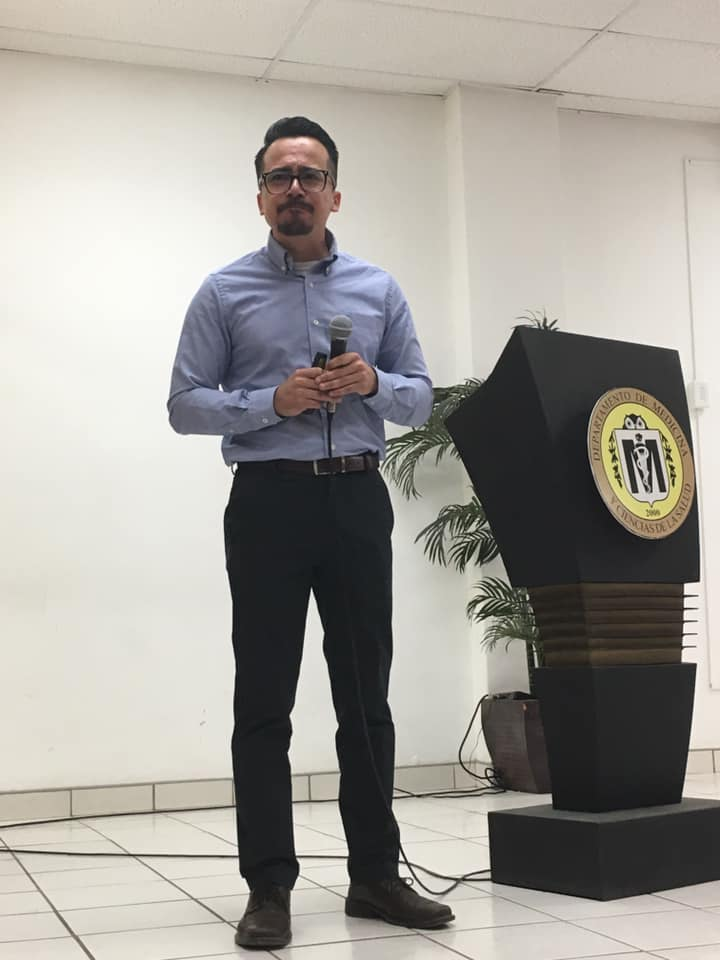 DEPARTAMENTO DE MEDICINA
M
2000
Y CIENCIAS DE LA SALUD